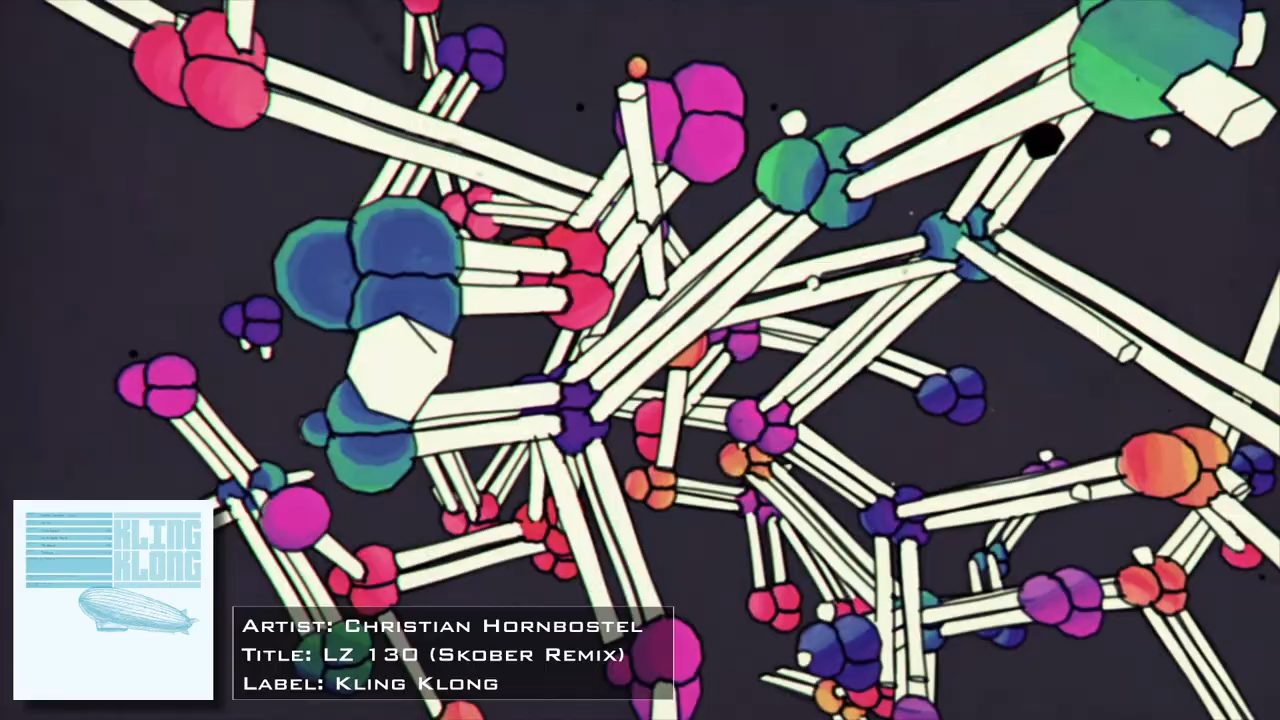 KLING
KLONG
Artist: Christian Hornbostel
Title: LZ 130 (Skober Remix)
Label: Kling Klong